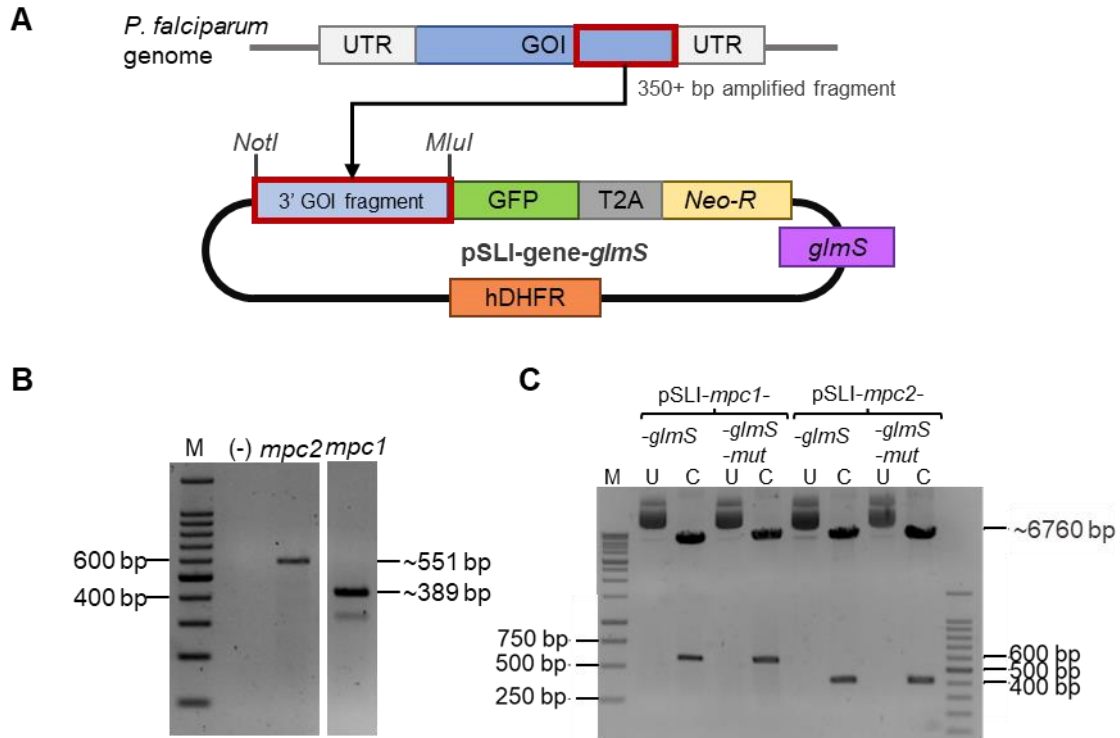 A
P. falciparum
genome
UTR
GOI
UTR
350+ bp amplified fragment
NotI
MluI
3’ GOI fragment
GFP
T2A
Neo-R
pSLI-gene-glmS
glmS
hDHFR
B
M
(-)
mpc2
mpc1
600 bp
400 bp
~551 bp
~389 bp
C
pSLI-mpc1-
pSLI-mpc2-
-glmS
-glmS
-mut
-glmS
-glmS
-mut
M
U
C
U
C
U
C
U
C
~6760 bp
750 bp
500 bp
250 bp
600 bp
500 bp
400 bp